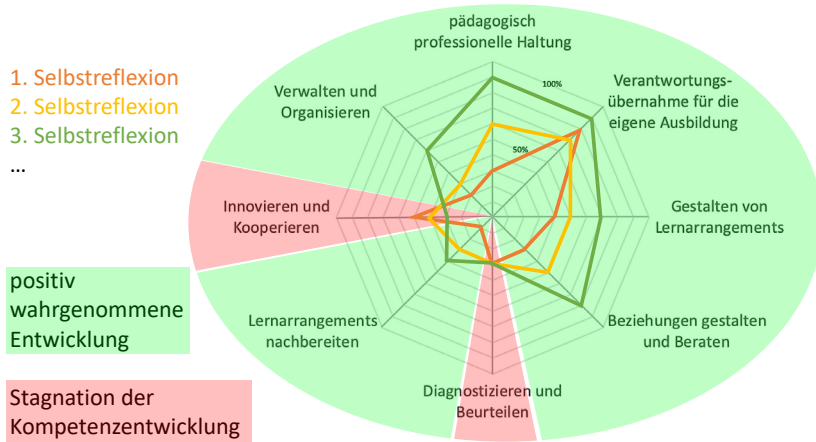 pädagogisch
professionelle Haltung
1. Selbstreflexion
2. Selbstreflexion
3. Selbstreflexion
...
Verwalten und
Organisieren
100%
50%
Verantwortungs-
übernahme für die
eigene Ausbildung
Innovieren und
Kooperieren
Gestalten von
Lernarrangements
positiv
wahrgenommene
Entwicklung
Lernarrangements
nachbereiten
Beziehungen gestalten
und Beraten
Stagnation der
Kompetenzentwicklung
Diagnostizieren und
Beurteilen